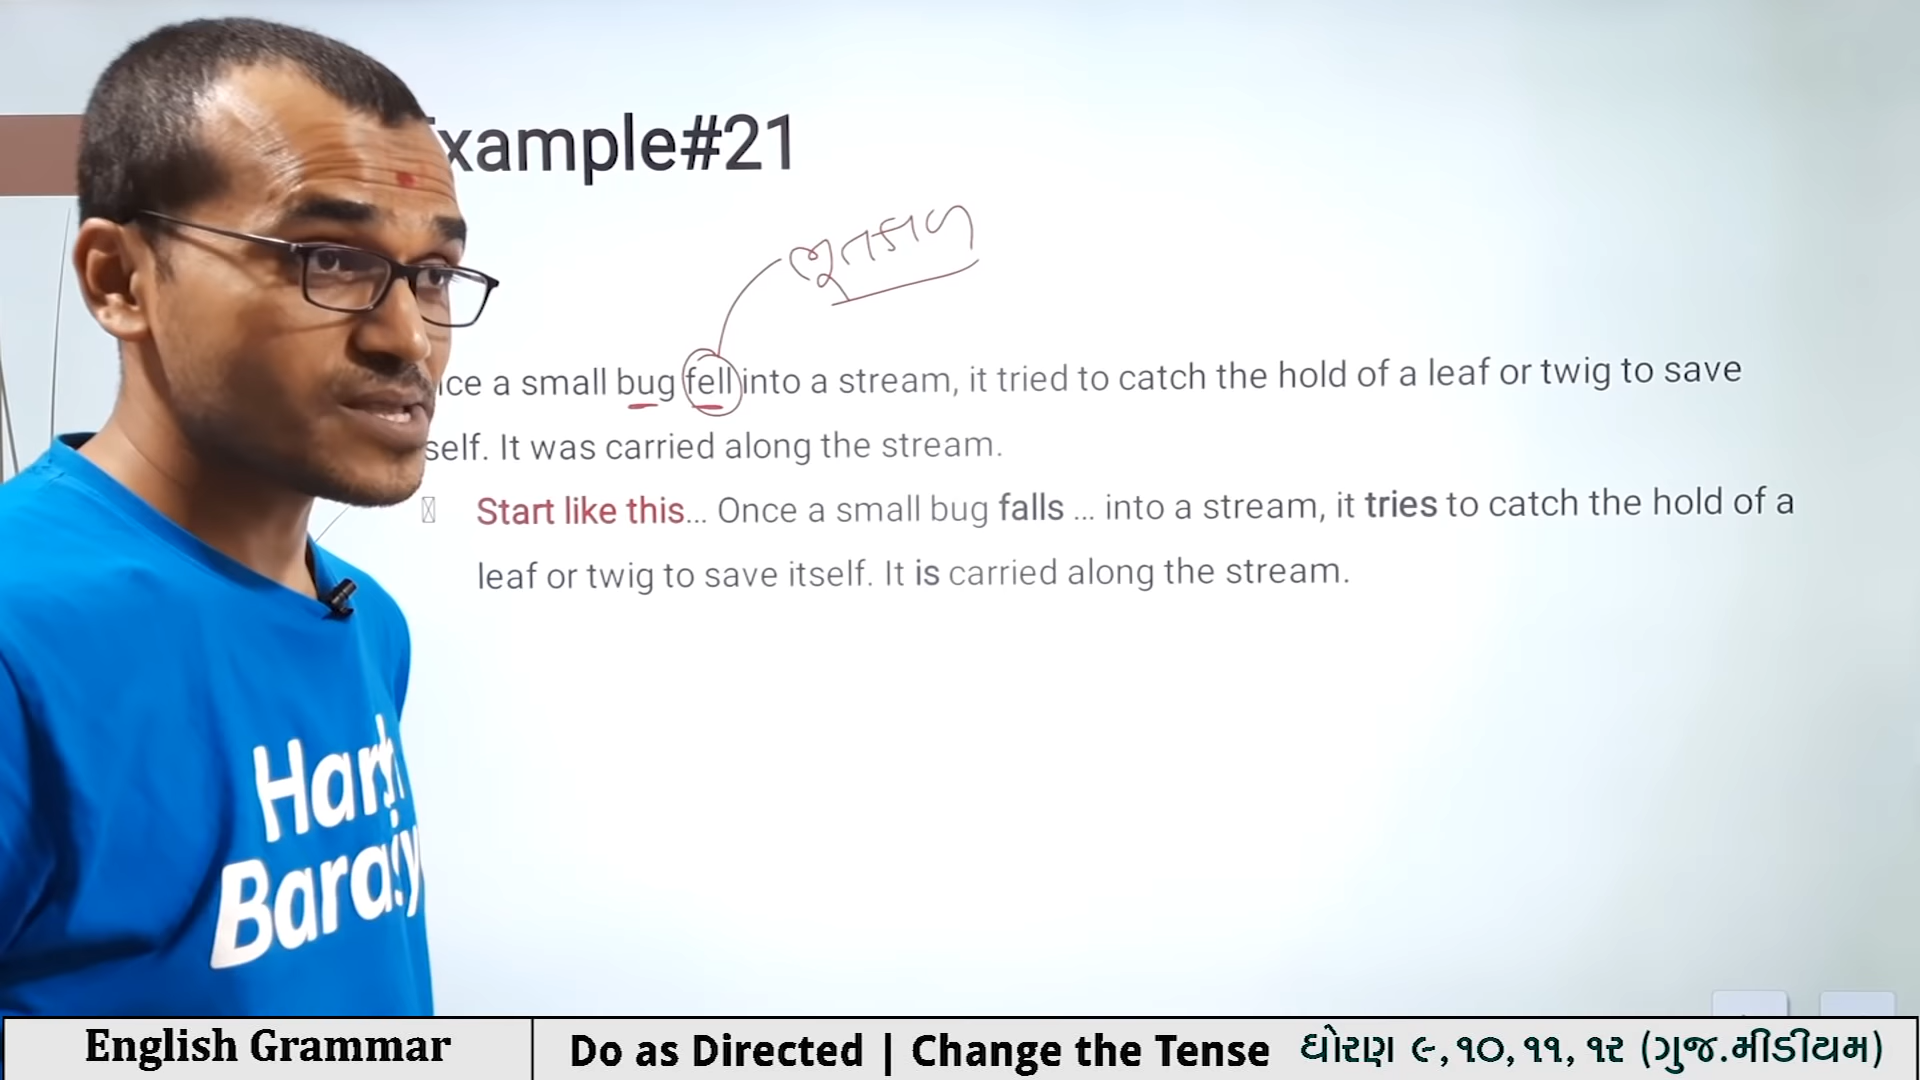 xample#21
ભૂતકાળ
ce a small bug fell into a stream, it tried to catch the hold of a leaf or twig to save
self. It was carried along the stream.
Start like this... Once a small bug falls ... into a stream, it tries to catch the hold of a
leaf or twig to save itself. It is carried along the stream.
Harsh
Barasiy
English Grammar
Do as Directed | Change the Tense ધોરણ ૯, ૧૦, ૧૧, ૧૨ (ગુજ.મીડીયમ)